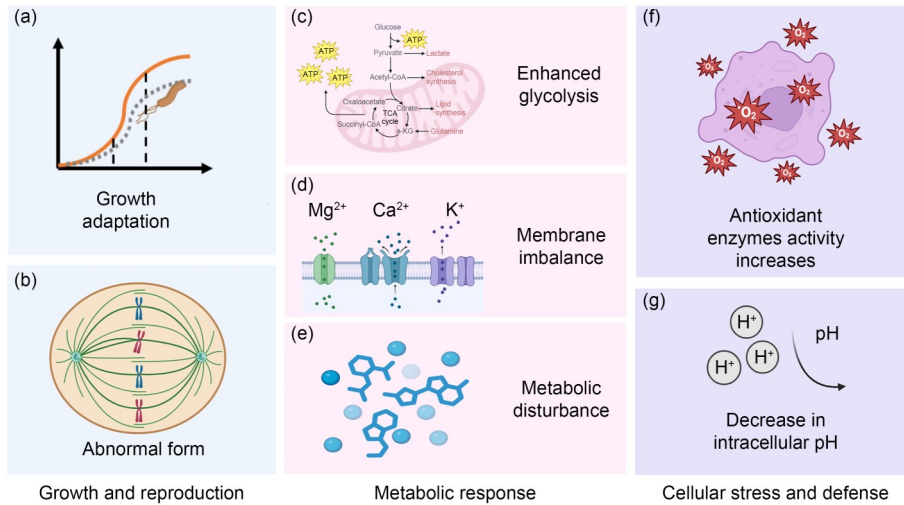 (a)
Growth
adaptation
(b)
Abnormal form
Growth and reproduction
(c)
Glucose
ATP
Pyruvate
Lactate
ATP
ATP
ATP
Acetyl-CoA
Cholesterol
synthesis
Oxaloacetate
Citrate
Lipid
synthesis
TCA
cycle
Succinyl-CoA
a-KG
Glutamine
Enhanced
glycolysis
(d)
Mg²⁺
Ca²⁺
K⁺
Membrane
imbalance
(e)
Metabolic
disturbance
Metabolic response
(f)
O₂
O₂
O₂
O₂
O₂
O₂
O₂
Antioxidant
enzymes activity
increases
(g)
H⁺
H⁺
H⁺
pH
Decrease in
intracellular pH
Cellular stress and defense